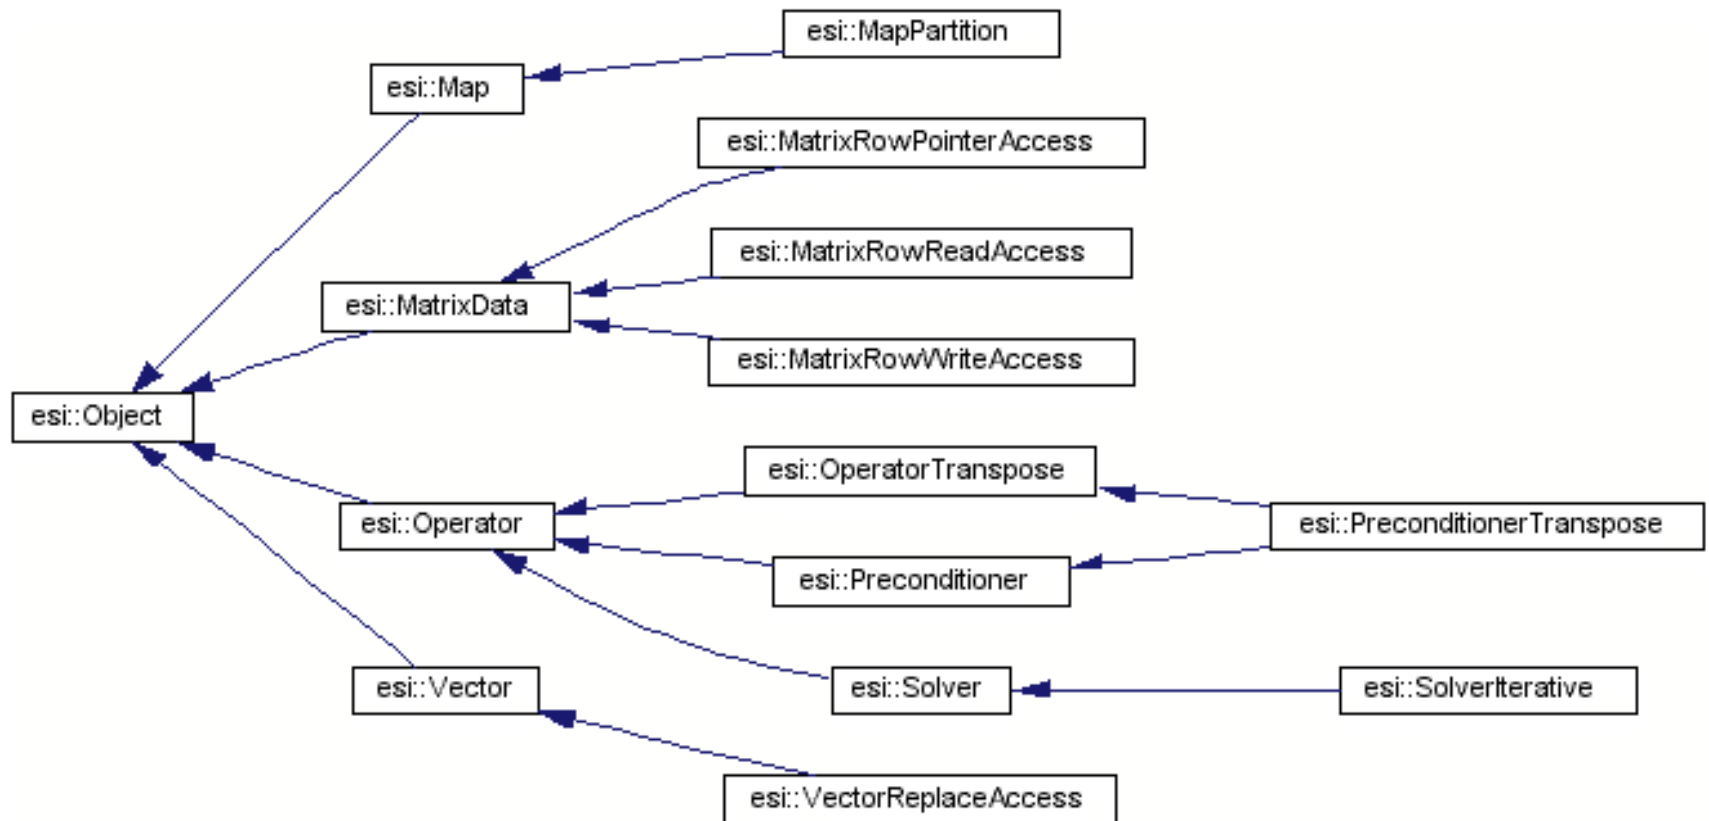 esi::MapPartition
esi::Map
esi::MatrixRowPointerAccess
esi::MatrixRowReadAccess
esi::MatrixData
esi::MatrixRowWriteAccess
esi::Object
esi::OperatorTranspose
esi::Operator
esi::PreconditionerTranspose
esi::Preconditioner
esi::Vector
esi::Solver
esi::SolverIterative
esi::VectorReplaceAccess